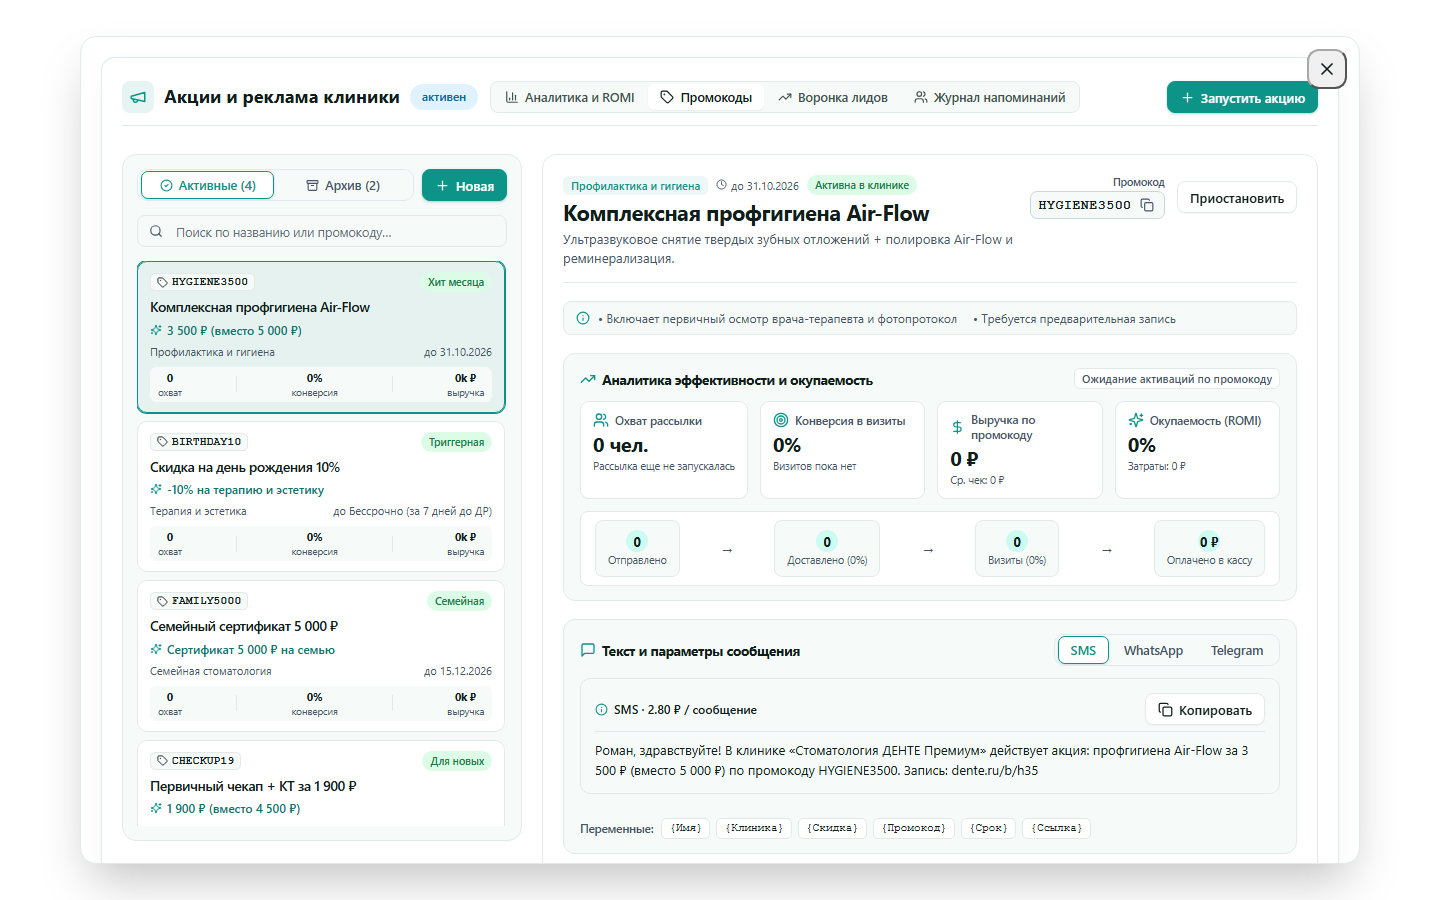 Акции и реклама клиники
активен
Аналитика и ROMI
Промокоды
Воронка лидов
Журнал напоминаний
Запустить акцию
Активные (4)
Архив (2)
Новая
Поиск по названию или промокоду...
HYGIENE3500
Хит месяца
Комплексная профгигиена Air-Flow
3 500 ₽ (вместо 5 000 ₽)
Профилактика и гигиена
до 31.10.2026
0
0%
0k ₽
охват
конверсия
выручка
BIRTHDAY10
Триггерная
Скидка на день рождения 10%
-10% на терапию и эстетику
Терапия и эстетика
до Бессрочно (за 7 дней до ДР)
0
0%
0k ₽
охват
конверсия
выручка
FAMILY5000
Семейная
Семейный сертификат 5 000 ₽
Сертификат 5 000 ₽ на семью
Семейная стоматология
до 15.12.2026
0
0%
0k ₽
охват
конверсия
выручка
CHECKUP19
Для новых
Первичный чекап + КТ за 1 900 ₽
1 900 ₽ (вместо 4 500 ₽)
Профилактика и гигиена
до 31.10.2026
Активна в клинике
Комплексная профгигиена Air-Flow
Ультразвуковое снятие твердых зубных отложений + полировка Air-Flow и
реминерализация.
Промокод
HYGIENE3500
Приостановить
• Включает первичный осмотр врача-терапевта и фотопротокол
• Требуется предварительная запись
Аналитика эффективности и окупаемость
Ожидание активаций по промокоду
Охват рассылки
0 чел.
Рассылка еще не запускалась
Конверсия в визиты
0%
Визитов пока нет
Выручка по
промокоду
0 ₽
Ср. чек: 0 ₽
Окупаемость (ROMI)
0%
Затраты: 0 ₽
0
Отправлено
→
0
Доставлено (0%)
→
0
Визиты (0%)
→
0 ₽
Оплачено в кассу
Текст и параметры сообщения
SMS
WhatsApp
Telegram
SMS · 2.80 ₽ / сообщение
Копировать
Роман, здравствуйте! В клинике «Стоматология ДЕНТЕ Премиум» действует акция: профгигиена Air-Flow за 3
500 ₽ (вместо 5 000 ₽) по промокоду HYGIENE3500. Запись: dente.ru/b/h35
Переменные:
{Имя}
{Клиника}
{Скидка}
{Промокод}
{Срок}
{Ссылка}